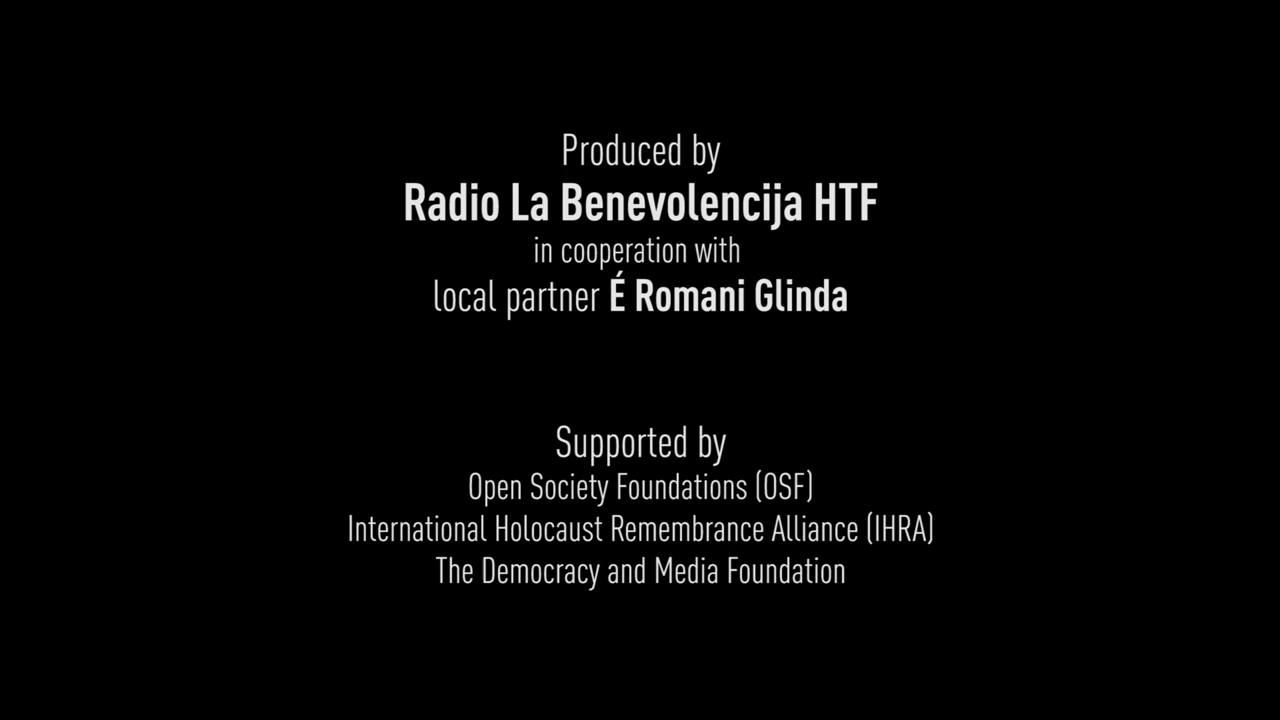 Produced by
Radio La Benevolencija HTF
in cooperation with
local partner É Romani Glinda
Supported by
Open Society Foundations (OSF)
International Holocaust Remembrance Alliance (IHRA)
The Democracy and Media Foundation